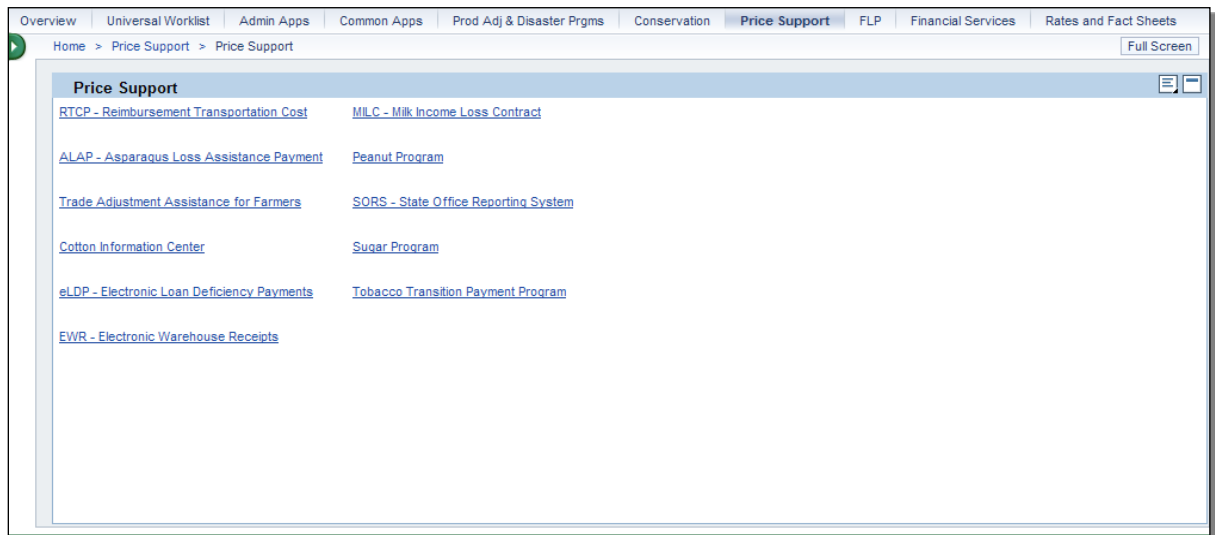 Overview Universal Worklist Admin Apps Common Apps Prod Adj & Disaster Prgms Conservation Price Support FLP Financial Services Rates and Fact Sheets
Home > Price Support > Price Support Full Screen
Price Support
RTCP - Reimbursement Transportation Cost MILC - Milk Income Loss Contract
ALAP - Asparagus Loss Assistance Payment Peanut Program
Trade Adjustment Assistance for Farmers SORS - State Office Reporting System
Cotton Information Center Sugar Program
eLDP - Electronic Loan Deficiency Payments Tobacco Transition Payment Program
EWR - Electronic Warehouse Receipts